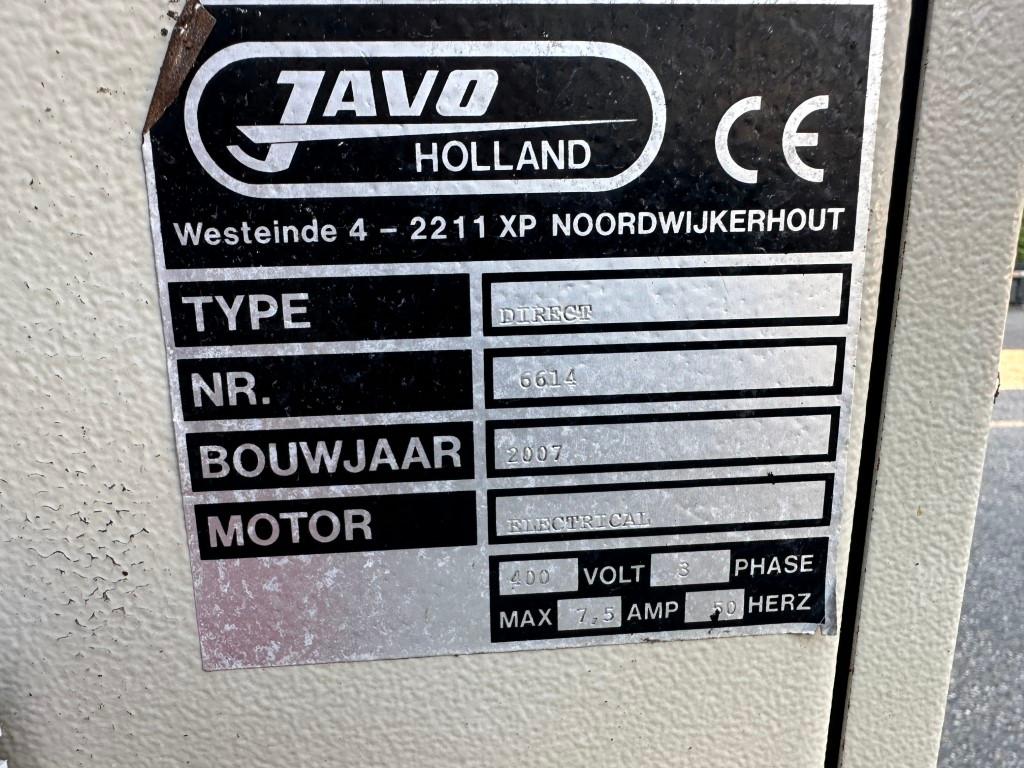 JAVO
HOLLAND
CE
Westeinde 4 – 2211 XP NOORDWIJKERHOUT
TYPE DIRECT
NR. 6614
BOUWJAAR 2007
MOTOR ELECTRICAL
400 VOLT 3 PHASE
MAX 7,5 AMP 50 HERZ